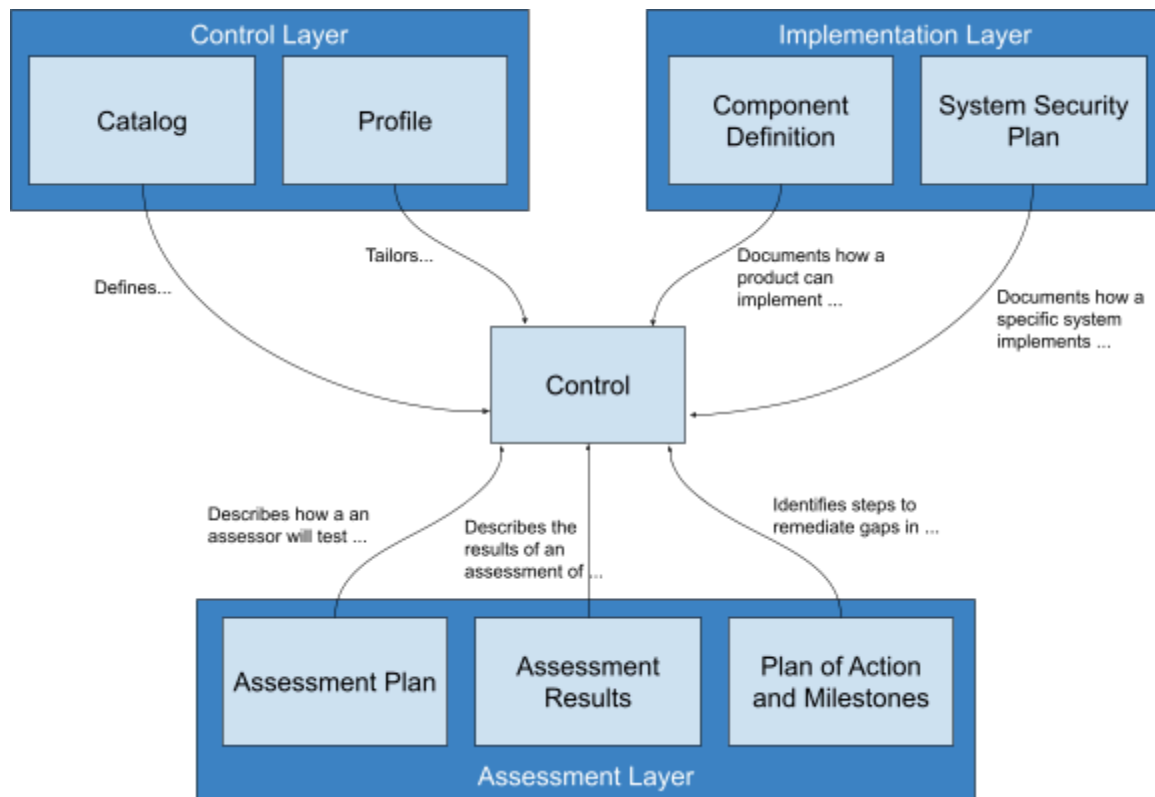 Control Layer
Catalog
Profile
Implementation Layer
Component
Definition
System Security
Plan
Defines...
Tailors...
Documents how a
product can
implement ...
Documents how a
specific system
implements ...
Control
Describes how a an
assessor will test ...
Describes the
results of an
assessment of ...
Identifies steps to
remediate gaps in ...
Assessment Plan
Assessment
Results
Plan of Action
and Milestones
Assessment Layer